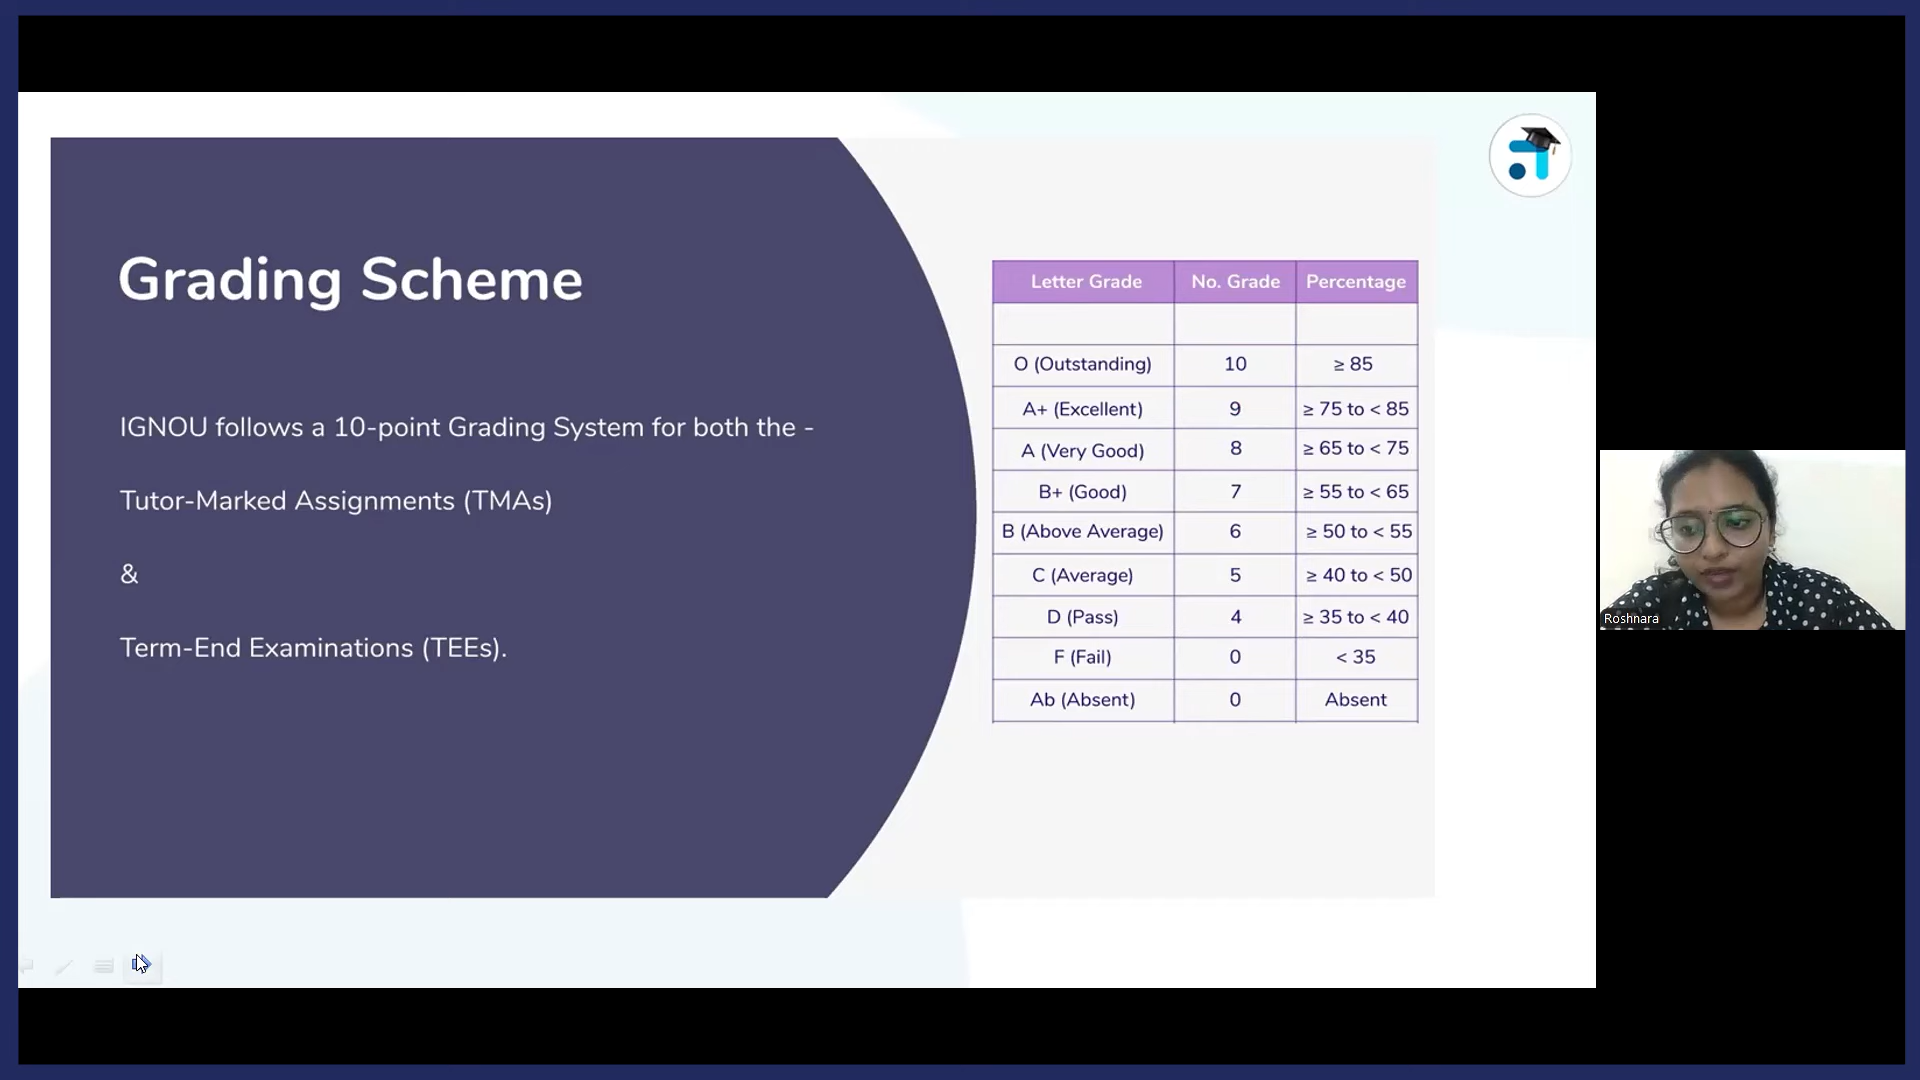 Grading Scheme
IGNOU follows a 10-point Grading System for both the -
Tutor-Marked Assignments (TMAs)
&
Term-End Examinations (TEEs).
Letter Grade No. Grade Percentage
O (Outstanding) 10 ≥ 85
A+ (Excellent) 9 ≥ 75 to < 85
A (Very Good) 8 ≥ 65 to < 75
B+ (Good) 7 ≥ 55 to < 65
B (Above Average) 6 ≥ 50 to < 55
C (Average) 5 ≥ 40 to < 50
D (Pass) 4 ≥ 35 to < 40
F (Fail) 0 < 35
Ab (Absent) 0 Absent
Roshnara